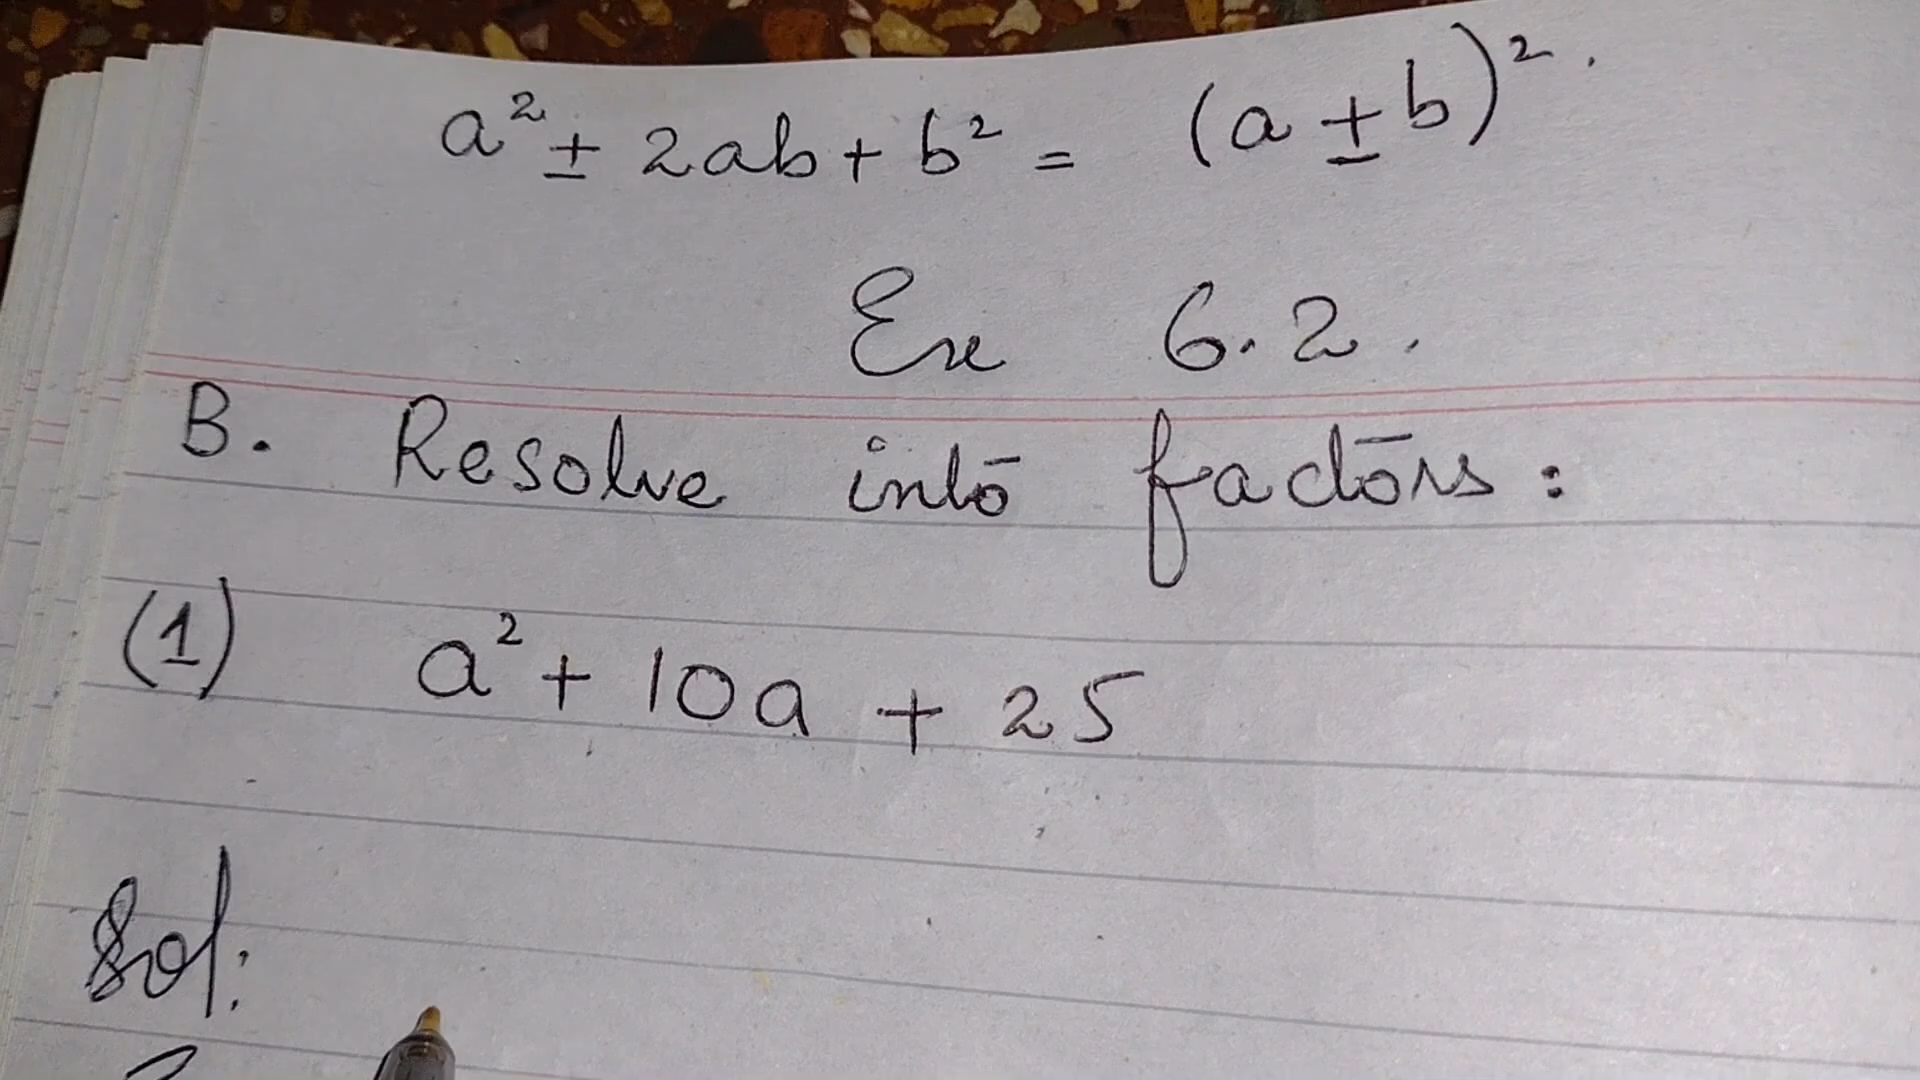 a² ± 2ab + b² = (a ± b)².
Ex 6.2.
B. Resolve into factors:
(1) a² + 10a + 25
Sol: